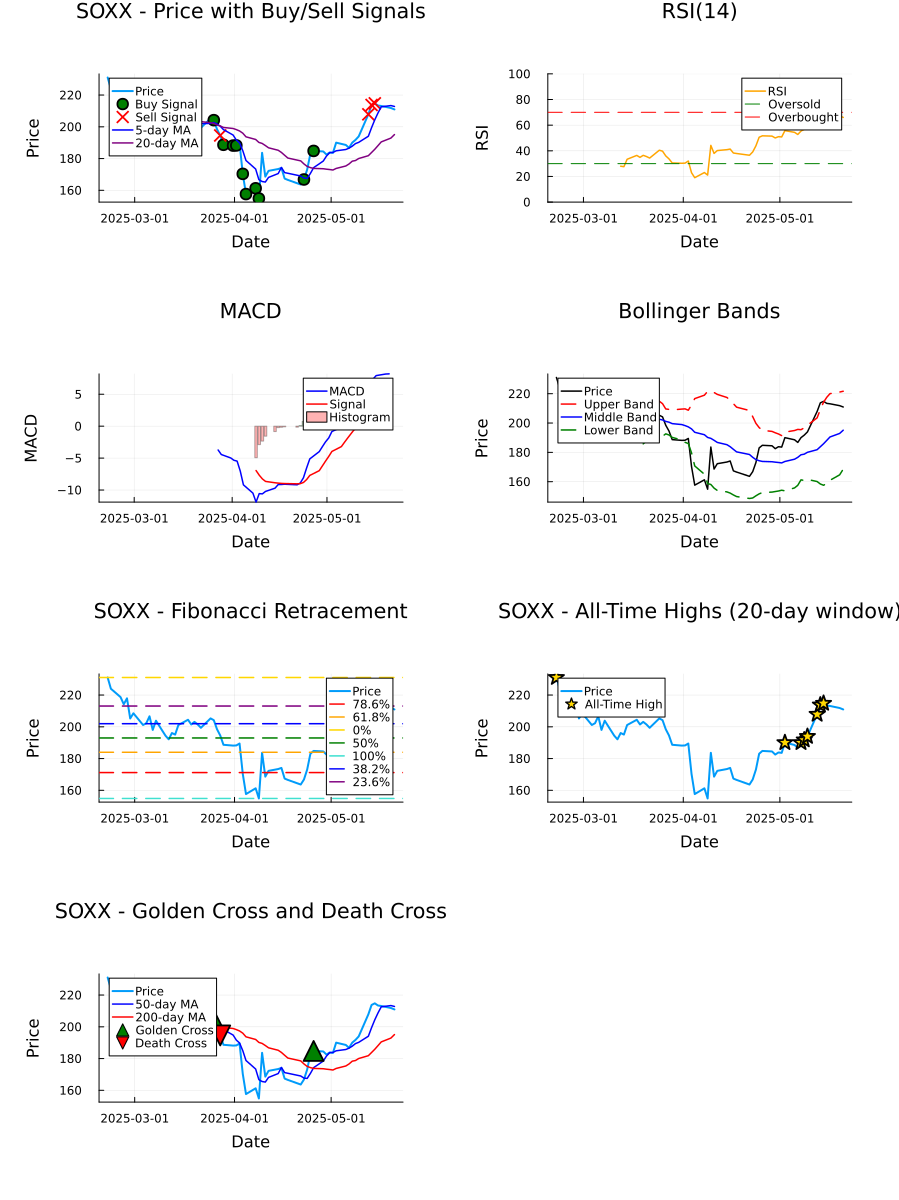 SOXX - Price with Buy/Sell Signals
Price
220
200
180
160
Price
Buy Signal
Sell Signal
5-day MA
20-day MA
2025-03-01
2025-04-01
2025-05-01
Date
RSI(14)
RSI
100
80
60
40
20
0
RSI
Oversold
Overbought
2025-03-01
2025-04-01
2025-05-01
Date
MACD
MACD
5
0
−5
−10
MACD
Signal
Histogram
2025-03-01
2025-04-01
2025-05-01
Date
Bollinger Bands
Price
220
200
180
160
Price
Upper Band
Middle Band
Lower Band
2025-03-01
2025-04-01
2025-05-01
Date
SOXX - Fibonacci Retracement
Price
220
200
180
160
Price
78.6%
61.8%
0%
50%
100%
38.2%
23.6%
2025-03-01
2025-04-01
2025-05-01
Date
SOXX - All-Time Highs (20-day window)
Price
220
200
180
160
Price
All-Time High
2025-03-01
2025-04-01
2025-05-01
Date
SOXX - Golden Cross and Death Cross
Price
220
200
180
160
Price
50-day MA
200-day MA
Golden Cross
Death Cross
2025-03-01
2025-04-01
2025-05-01
Date